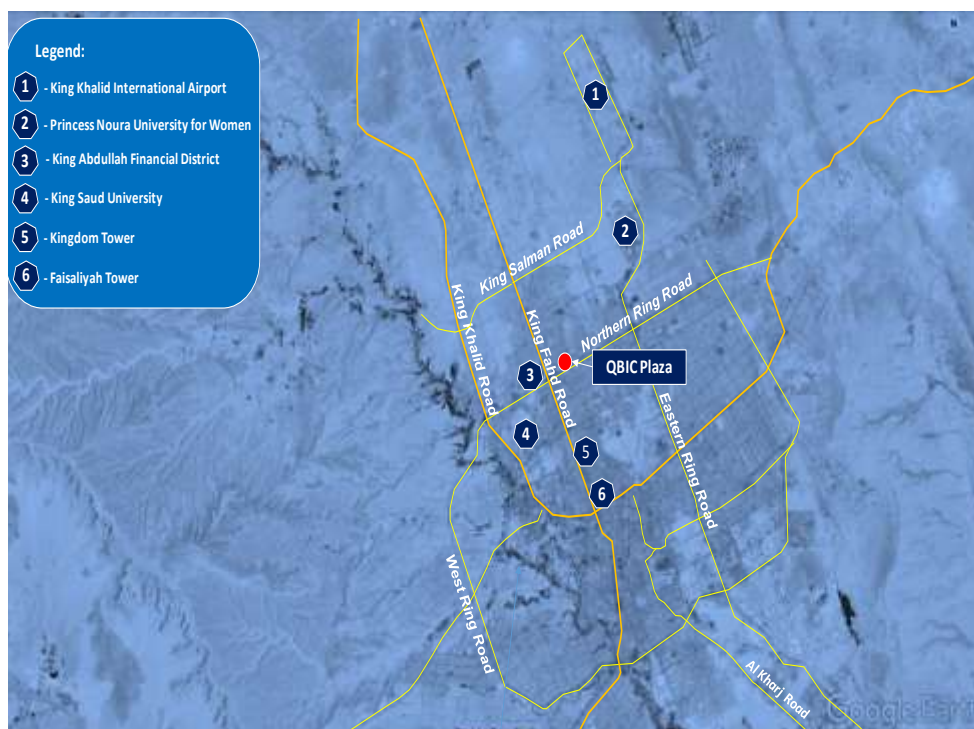 Legend:
1 - King Khalid International Airport
2 - Princess Noura University for Women
3 - King Abdullah Financial District
4 - King Saud University
5 - Kingdom Tower
6 - Faisaliyah Tower
1
2
King Salman Road
Northern Ring Road
King Khalid Road
King Fahd Road
QBIC Plaza
3
4
5
6
Eastern Ring Road
West Ring Road
Al Kharj Road
Google Eart